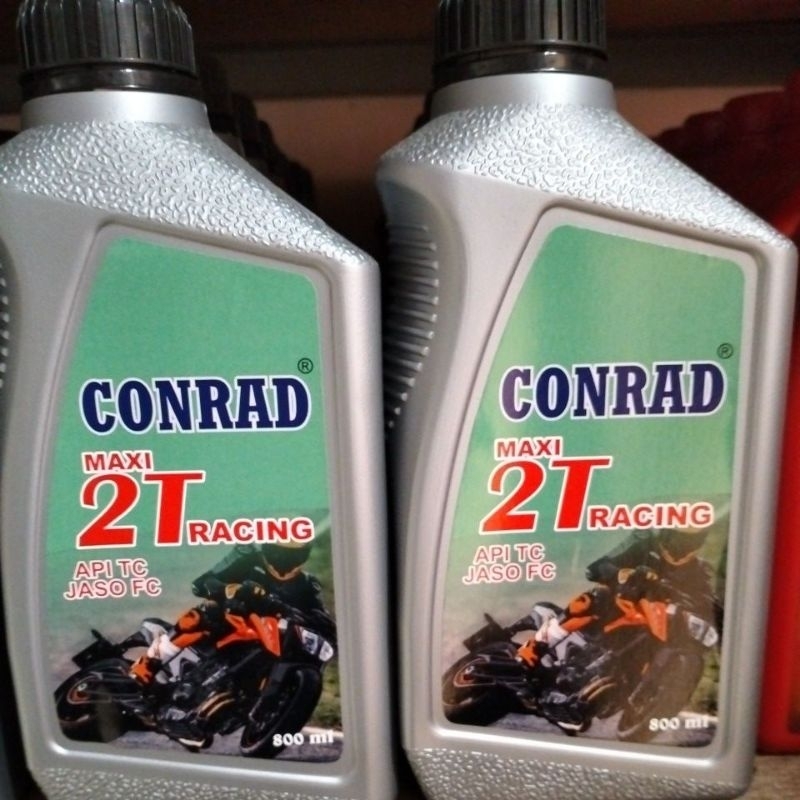 CONRAD®
MAXI
2T RACING
API TC
JASO FC
800 ml
CONRAD®
MAXI
2T RACING
API TC
JASO FC
800 ml